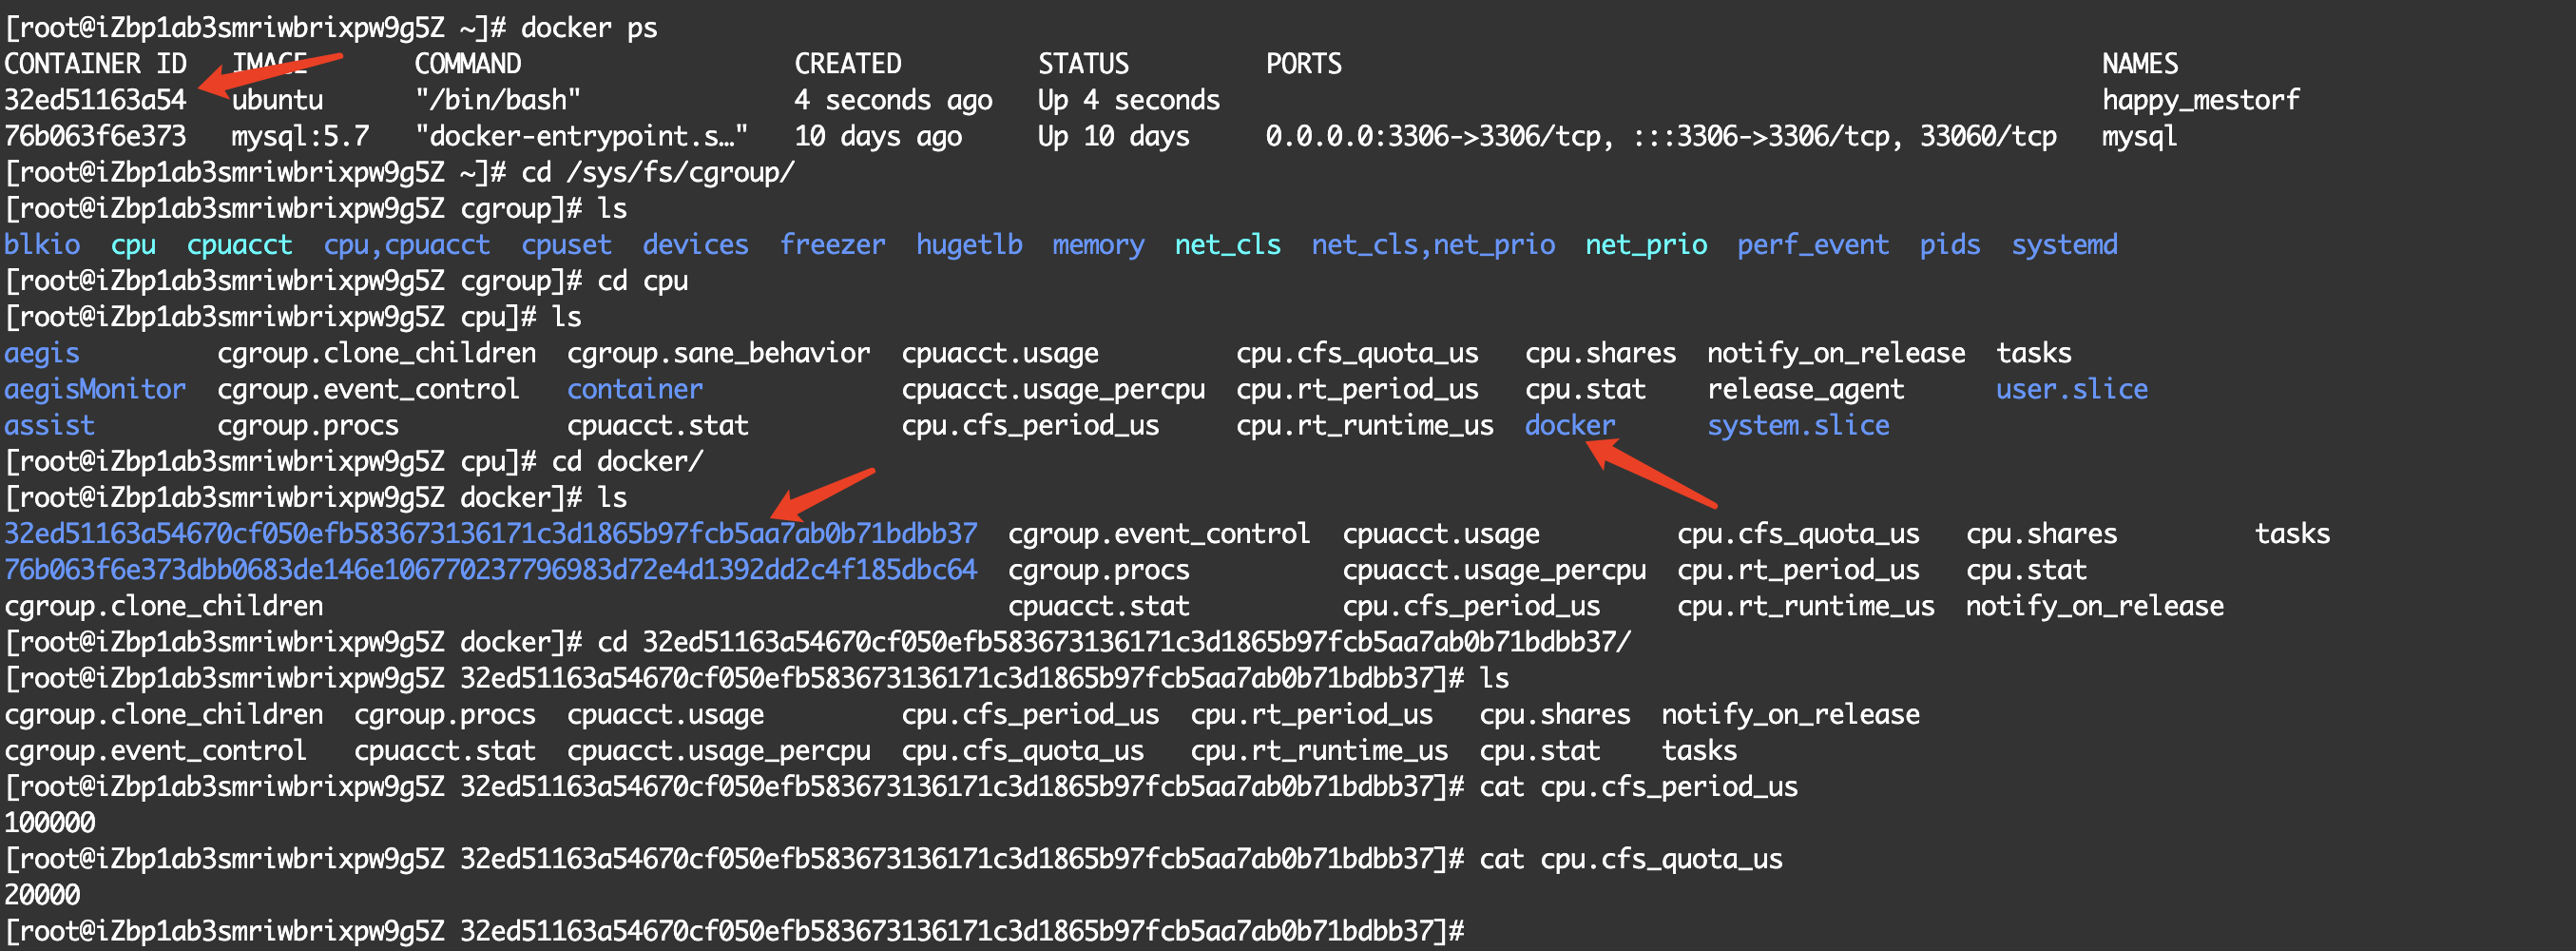 [root@iZbp1ab3smriwbrixpw9g5Z ~]# docker ps
CONTAINER ID   IMAGE       COMMAND                  CREATED         STATUS         PORTS                                                  NAMES
32ed51163a54   ubuntu      "/bin/bash"              4 seconds ago   Up 4 seconds                                                          happy_mestorf
76b063f6e373   mysql:5.7   "docker-entrypoint.s…"   10 days ago     Up 10 days     0.0.0.0:3306->3306/tcp, :::3306->3306/tcp, 33060/tcp   mysql
[root@iZbp1ab3smriwbrixpw9g5Z ~]# cd /sys/fs/cgroup/
[root@iZbp1ab3smriwbrixpw9g5Z cgroup]# ls
blkio  cpu  cpuacct  cpu,cpuacct  cpuset  devices  freezer  hugetlb  memory  net_cls  net_cls,net_prio  net_prio  perf_event  pids  systemd
[root@iZbp1ab3smriwbrixpw9g5Z cgroup]# cd cpu
[root@iZbp1ab3smriwbrixpw9g5Z cpu]# ls
aegis         cgroup.clone_children  cgroup.sane_behavior  cpuacct.usage         cpu.cfs_quota_us   cpu.shares  notify_on_release  tasks
aegisMonitor  cgroup.event_control   container             cpuacct.usage_percpu  cpu.rt_period_us   cpu.stat    release_agent      user.slice
assist        cgroup.procs           cpuacct.stat          cpu.cfs_period_us     cpu.rt_runtime_us  docker      system.slice
[root@iZbp1ab3smriwbrixpw9g5Z cpu]# cd docker/
[root@iZbp1ab3smriwbrixpw9g5Z docker]# ls
32ed51163a54670cf050efb583673136171c3d1865b97fcb5aa7ab0b71bdbb37  cgroup.event_control  cpuacct.usage         cpu.cfs_quota_us   cpu.shares         tasks
76b063f6e373dbb0683de146e106770237796983d72e4d1392dd2c4f185dbc64  cgroup.procs          cpuacct.usage_percpu  cpu.rt_period_us   cpu.stat
cgroup.clone_children                                             cpuacct.stat          cpu.cfs_period_us     cpu.rt_runtime_us  notify_on_release
[root@iZbp1ab3smriwbrixpw9g5Z docker]# cd 32ed51163a54670cf050efb583673136171c3d1865b97fcb5aa7ab0b71bdbb37/
[root@iZbp1ab3smriwbrixpw9g5Z 32ed51163a54670cf050efb583673136171c3d1865b97fcb5aa7ab0b71bdbb37]# ls
cgroup.clone_children  cgroup.procs  cpuacct.usage         cpu.cfs_period_us  cpu.rt_period_us   cpu.shares  notify_on_release
cgroup.event_control   cpuacct.stat  cpuacct.usage_percpu  cpu.cfs_quota_us   cpu.rt_runtime_us  cpu.stat    tasks
[root@iZbp1ab3smriwbrixpw9g5Z 32ed51163a54670cf050efb583673136171c3d1865b97fcb5aa7ab0b71bdbb37]# cat cpu.cfs_period_us
100000
[root@iZbp1ab3smriwbrixpw9g5Z 32ed51163a54670cf050efb583673136171c3d1865b97fcb5aa7ab0b71bdbb37]# cat cpu.cfs_quota_us
20000
[root@iZbp1ab3smriwbrixpw9g5Z 32ed51163a54670cf050efb583673136171c3d1865b97fcb5aa7ab0b71bdbb37]#